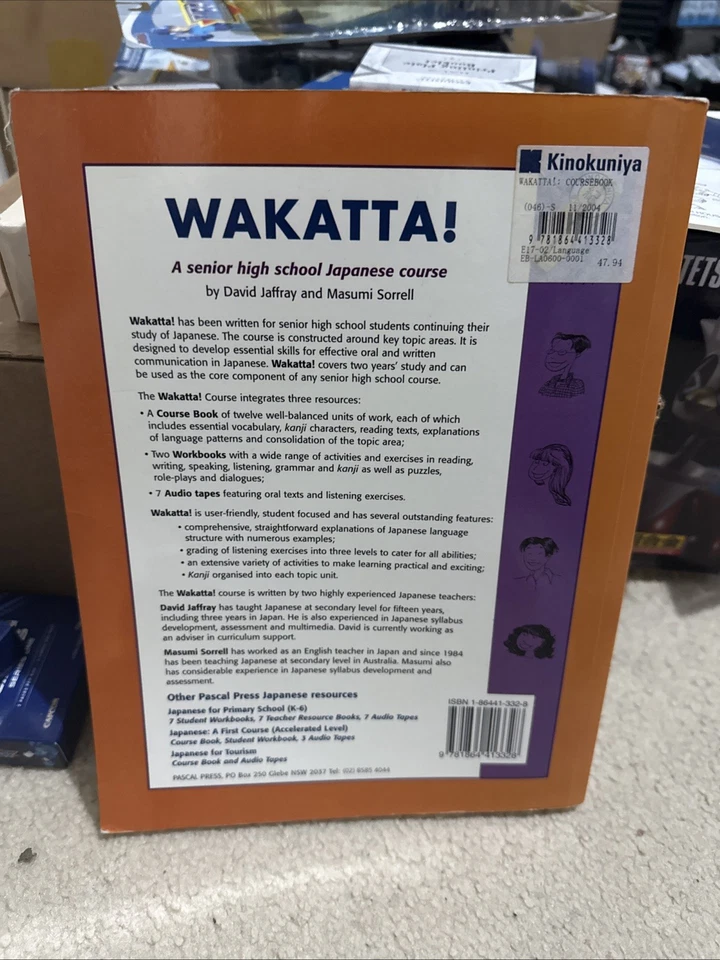 Printing Plate
Booklet
Kinokuniya
WAKATTA!: COURSEBOOK
(046)-S 11/2004
9 781864 413328
E17-02/Language
EB-LA0600-0001 47.94
WAKATTA!
A senior high school Japanese course
by David Jaffray and Masumi Sorrell
Wakatta! has been written for senior high school students continuing their
study of Japanese. The course is constructed around key topic areas. It is
designed to develop essential skills for effective oral and written
communication in Japanese. Wakatta! covers two years' study and can
be used as the core component of any senior high school course.
The Wakatta! Course integrates three resources:
• A Course Book of twelve well-balanced units of work, each of which
includes essential vocabulary, kanji characters, reading texts, explanations
of language patterns and consolidation of the topic area;
• Two Workbooks with a wide range of activities and exercises in reading,
writing, speaking, listening, grammar and kanji as well as puzzles,
role-plays and dialogues;
• 7 Audio tapes featuring oral texts and listening exercises.
Wakatta! is user-friendly, student focused and has several outstanding features:
• comprehensive, straightforward explanations of Japanese language
structure with numerous examples;
• grading of listening exercises into three levels to cater for all abilities;
• an extensive variety of activities to make learning practical and exciting;
• Kanji organised into each topic unit.
The Wakatta! course is written by two highly experienced Japanese teachers:
David Jaffray has taught Japanese at secondary level for fifteen years,
including three years in Japan. He is also experienced in Japanese syllabus
development, assessment and multimedia. David is currently working as
an adviser in curriculum support.
Masumi Sorrell has worked as an English teacher in Japan and since 1984
has been teaching Japanese at secondary level in Australia. Masumi also
has considerable experience in Japanese syllabus development and
assessment.
Other Pascal Press Japanese resources
Japanese for Primary School (K-6)
7 Student Workbooks, 7 Teacher Resource Books, 7 Audio Tapes
Japanese: A First Course (Accelerated Level)
Course Book, Student Workbook, 3 Audio Tapes
Japanese for Tourism
Course Book and Audio Tapes
PASCAL PRESS, PO Box 250 Glebe NSW 2037 Tel: (02) 8585 4044
ISBN 1-86441-332-8
9 781864 413328
CAPCOM
TETS